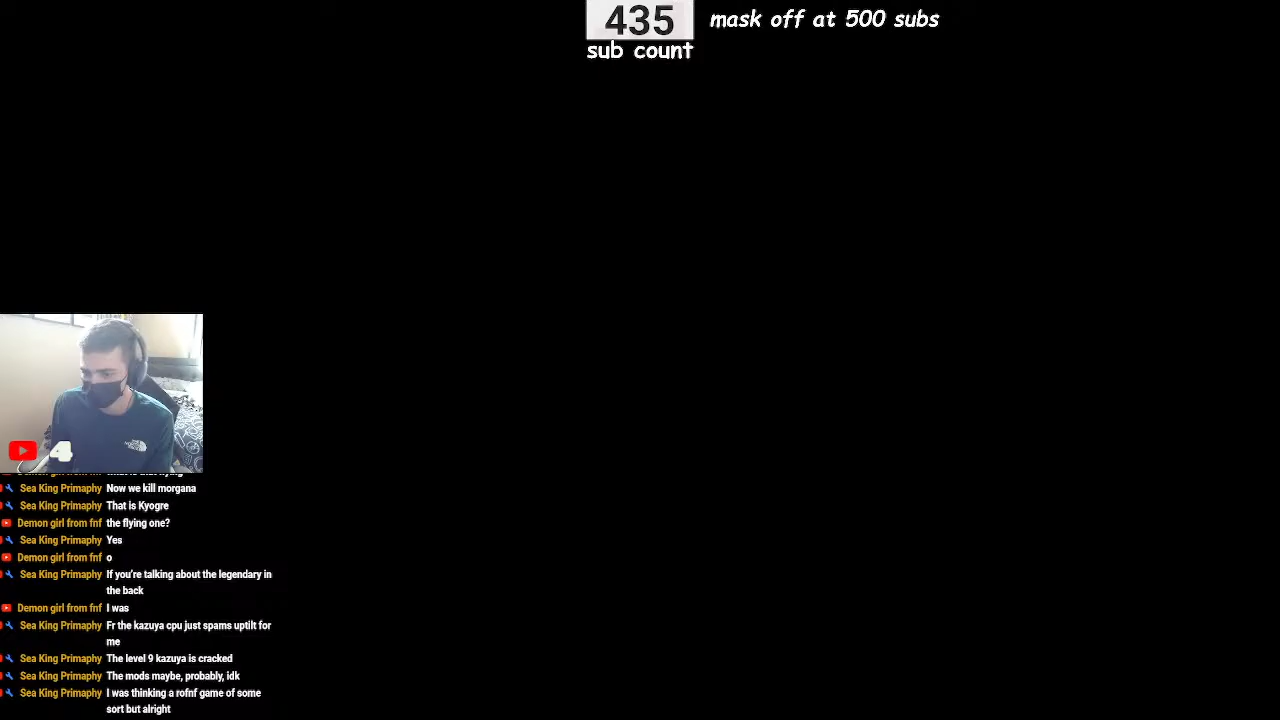 435
mask off at 500 subs
sub count
4
Sea King Primaphy Now we kill morgana
Sea King Primaphy That is Kyogre
Demon girl from fnf the flying one?
Sea King Primaphy Yes
Demon girl from fnf o
Sea King Primaphy If you're talking about the legendary in
the back
Demon girl from fnf I was
Sea King Primaphy Fr the kazuya cpu just spams uptilt for
me
Sea King Primaphy The level 9 kazuya is cracked
Sea King Primaphy The mods maybe, probably, idk
Sea King Primaphy I was thinking a rofnf game of some
sort but alright